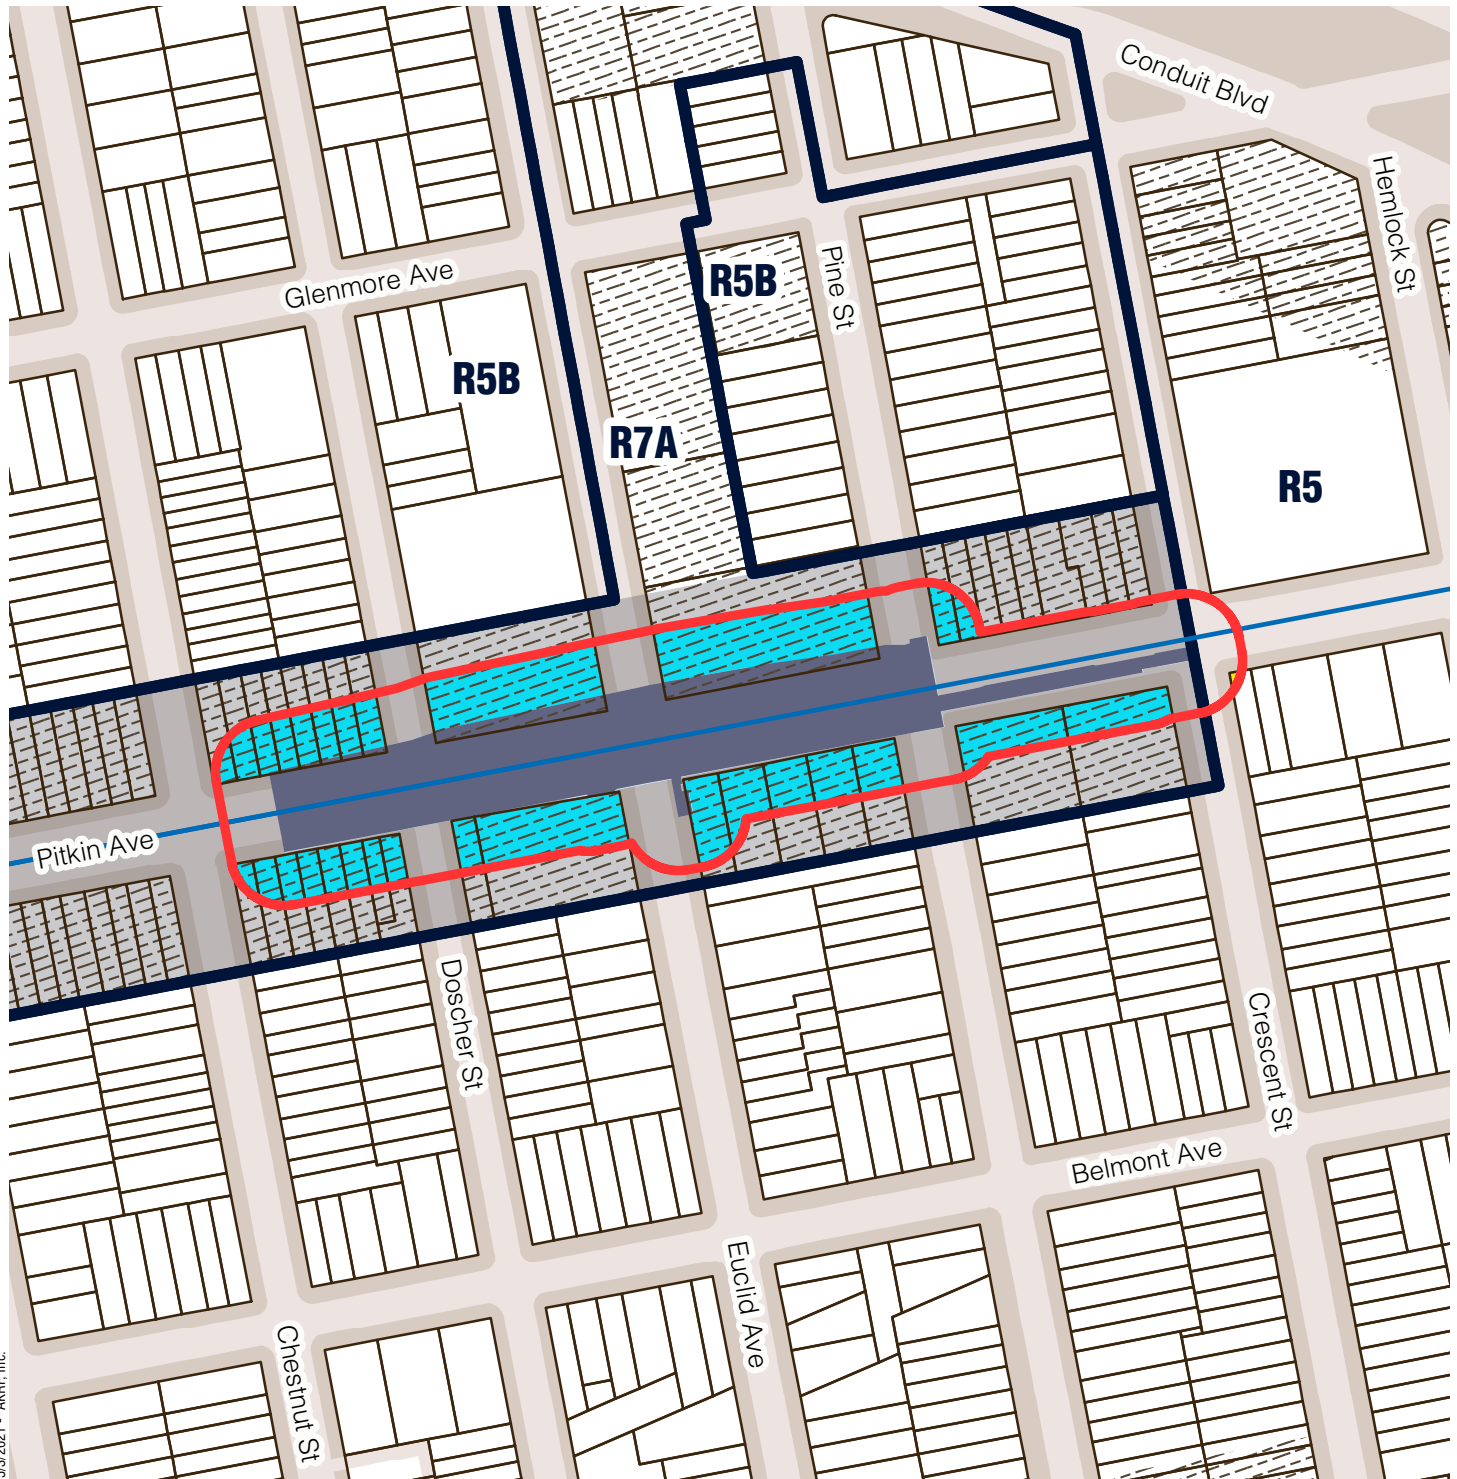 Conduit Blvd
Hemlock St
Glenmore Ave
R5B
Pine St
R5B
R7A
R5
Pitkin Ave
Doscher St
Crescent St
Belmont Ave
Euclid Ave
Chestnut St